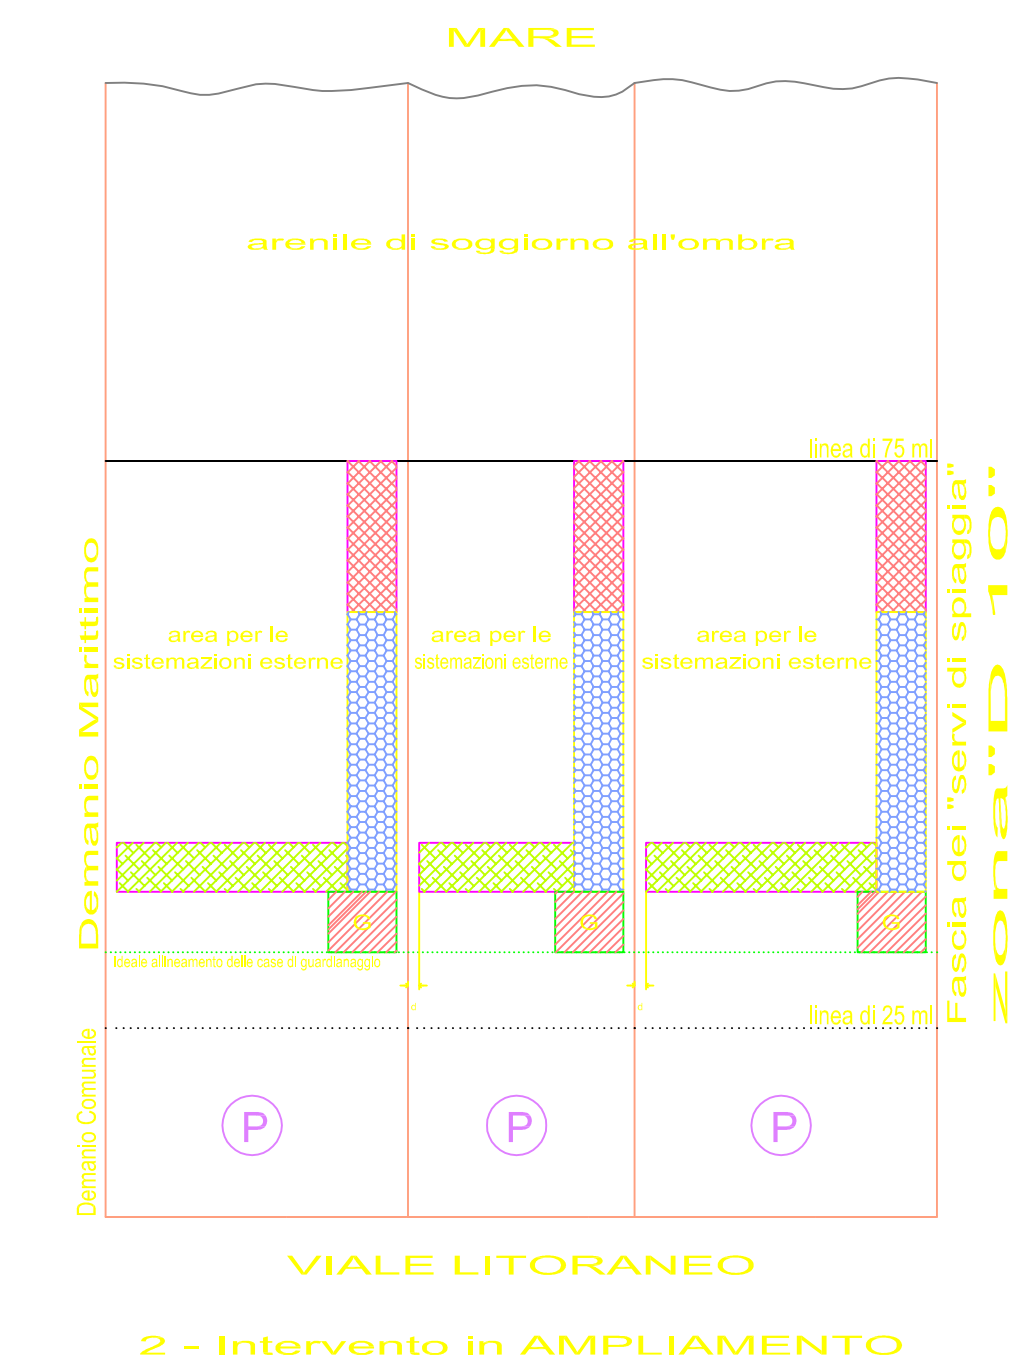 MARE
arenile di soggiorno all'ombra
linea di 75 ml
Demanio Marittimo
area per le
sistemazioni esterne
area per le
sistemazioni esterne
area per le
sistemazioni esterne
Fascia dei "servi di spiaggia"
zona "D 10"
G
G
G
Ideale allineamento delle case di guardianaggio
d
d
linea di 25 ml
Demanio Comunale
P
P
P
VIALE LITORANEO
2 - Intervento in AMPLIAMENTO